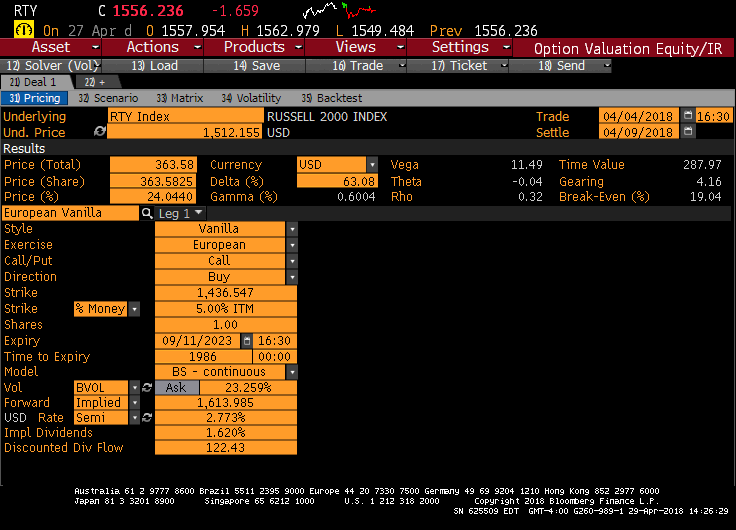 RTY C 1556.236 -1.659
On 27 Apr d O 1557.954 H 1562.979 L 1549.484 Prev 1556.236
Asset Actions Products Views Settings Option Valuation Equity/IR
12) Solver (Vol) 13) Load 14) Save 16) Trade 17) Ticket 18) Send
21) Deal 1 22) +
31) Pricing 32) Scenario 33) Matrix 34) Volatility 35) Backtest
Underlying RTY Index RUSSELL 2000 INDEX Trade 04/04/2018 16:30
Und. Price 1,512.155 USD Settle 04/09/2018
Results
Price (Total) 363.58 Currency USD Vega 11.49 Time Value 287.97
Price (Share) 363.5825 Delta (%) 63.08 Theta -0.04 Gearing 4.16
Price (%) 24.0440 Gamma (%) 0.6004 Rho 0.32 Break-Even (%) 19.04
European Vanilla Leg 1
Style Vanilla
Exercise European
Call/Put Call
Direction Buy
Strike 1,436.547
Strike % Money 5.00% ITM
Shares 1.00
Expiry 09/11/2023 16:30
Time to Expiry 1986 00:00
Model BS - continuous
Vol BVOL Ask 23.259%
Forward Implied 1,613.985
USD Rate Semi 2.773%
Impl Dividends 1.620%
Discounted Div Flow 122.43
Australia 61 2 9777 8600 Brazil 5511 2395 9000 Europe 44 20 7330 7500 Germany 49 69 9204 1210 Hong Kong 852 2977 6000
Japan 81 3 3201 8900 Singapore 65 6212 1000 U.S. 1 212 318 2000 Copyright 2018 Bloomberg Finance L.P.
SN 625509 EDT GMT-4:00 G260-989-1 29-Apr-2018 14:26:29